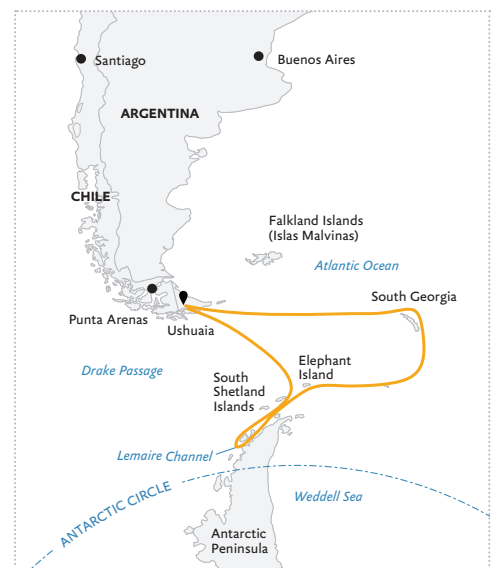 Santiago
Buenos Aires
ARGENTINA
CHILE
Falkland Islands
(Islas Malvinas)
Atlantic Ocean
South Georgia
Punta Arenas
Ushuaia
Drake Passage
Elephant
Island
South
Shetland
Islands
Lemaire Channel
ANTARCTIC CIRCLE
Weddell Sea
Antarctic
Peninsula